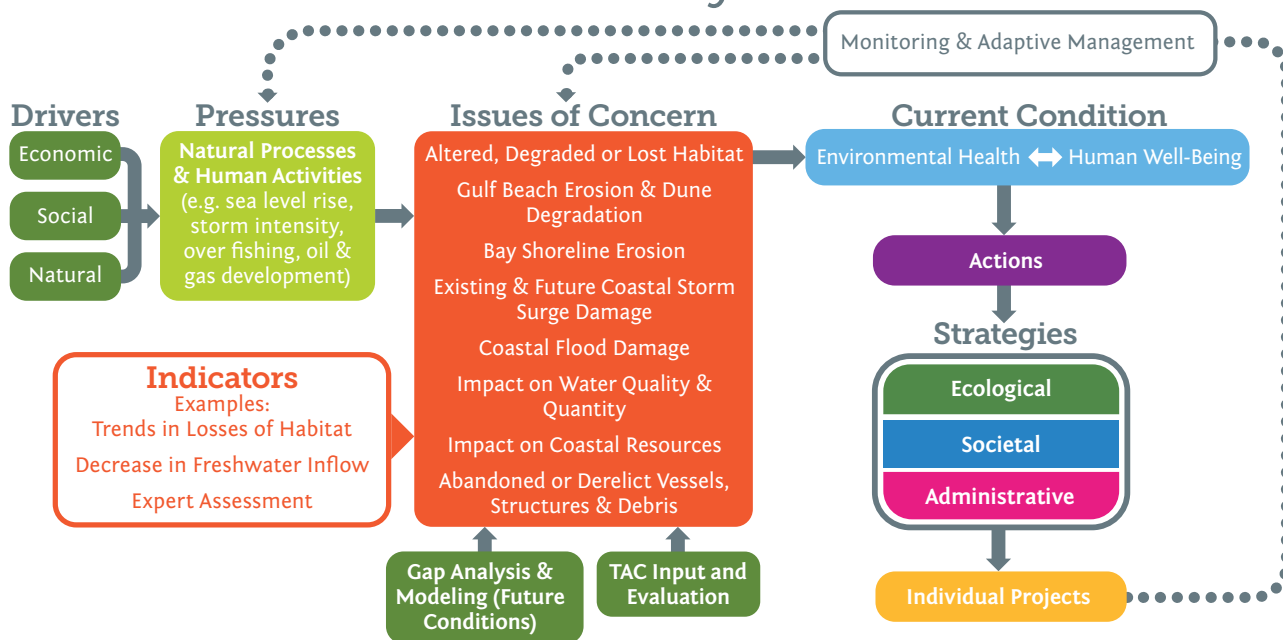 Monitoring & Adaptive Management
Drivers
Economic
Social
Natural
Pressures
Natural Processes
& Human Activities
(e.g. sea level rise,
storm intensity,
over fishing, oil &
gas development)
Issues of Concern
Altered, Degraded or Lost Habitat
Gulf Beach Erosion & Dune
Degradation
Bay Shoreline Erosion
Existing & Future Coastal Storm
Surge Damage
Coastal Flood Damage
Impact on Water Quality &
Quantity
Impact on Coastal Resources
Abandoned or Derelict Vessels,
Structures & Debris
Current Condition
Environmental Health
Human Well-Being
Actions
Strategies
Ecological
Societal
Administrative
Individual Projects
Indicators
Examples:
Trends in Losses of Habitat
Decrease in Freshwater Inflow
Expert Assessment
Gap Analysis &
Modeling (Future
Conditions)
TAC Input and
Evaluation